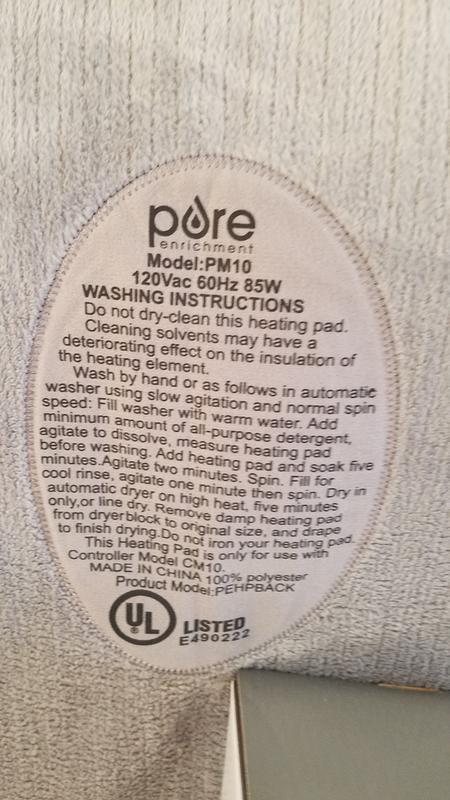 pure
enrichment
Model:PM10
120Vac 60Hz 85W
WASHING INSTRUCTIONS
Do not dry-clean this heating pad.
Cleaning solvents may have a
deteriorating effect on the insulation of
the heating element.
Wash by hand or as follows in automatic
washer using slow agitation and normal spin
speed: Fill washer with warm water. Add
minimum amount of all-purpose detergent,
agitate to dissolve, measure heating pad
before washing. Add heating pad and soak five
minutes.Agitate two minutes. Spin. Fill for
cool rinse, agitate one minute then spin. Dry in
automatic dryer on high heat, five minutes
only,or line dry. Remove damp heating pad
from dryer block to original size, and drape
to finish drying.Do not iron your heating pad.
This Heating Pad is only for use with
Controller Model CM10.
MADE IN CHINA 100% polyester
Product Model:PEHPBACK
UL LISTED
E490222